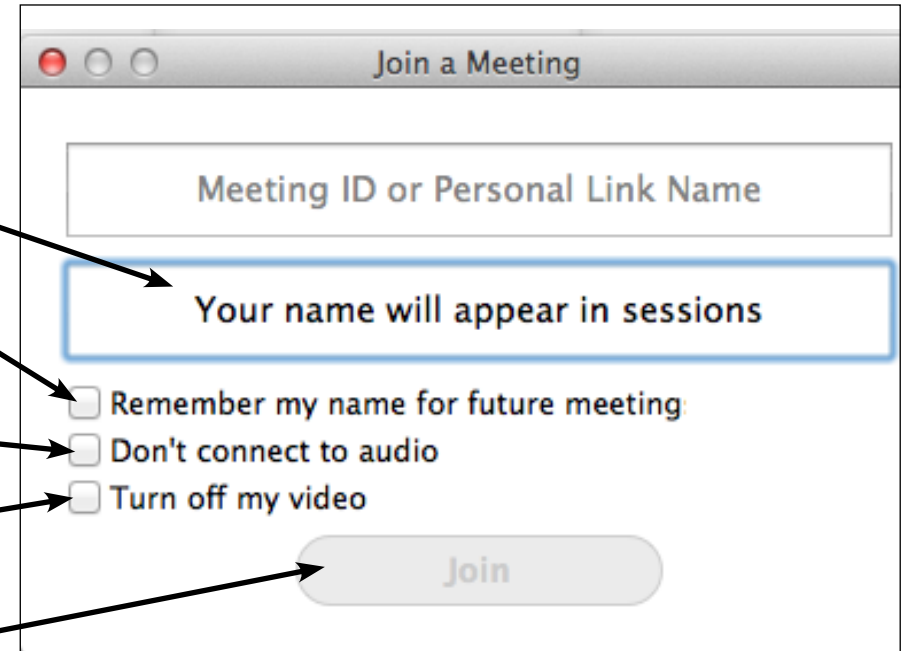 Join a Meeting
Meeting ID or Personal Link Name
Your name will appear in sessions
Remember my name for future meeting
Don't connect to audio
Turn off my video
Join